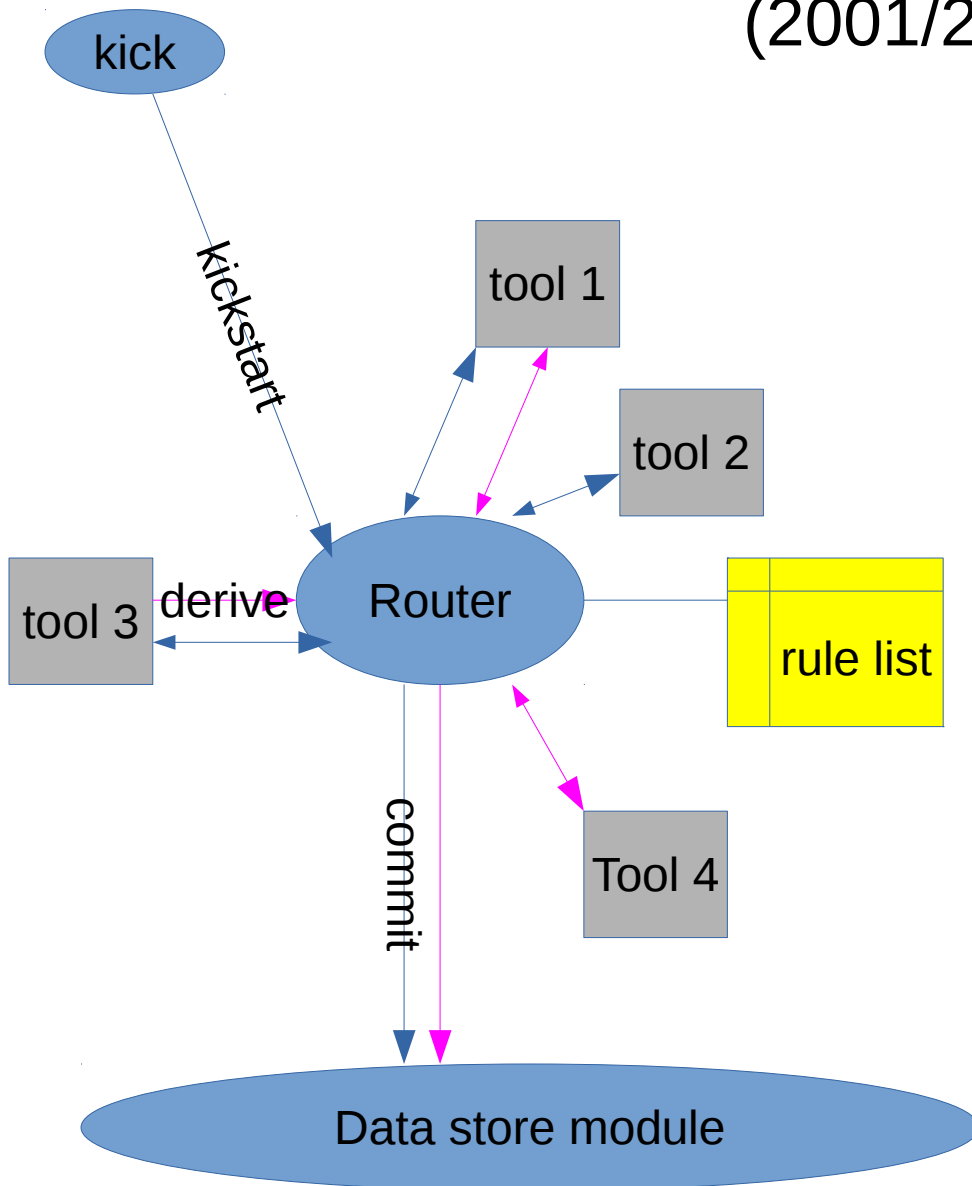 (2001/2
kick
kickstart
tool 1
tool 2
tool 3
derive
Router
rule list
commit
Tool 4
Data store module